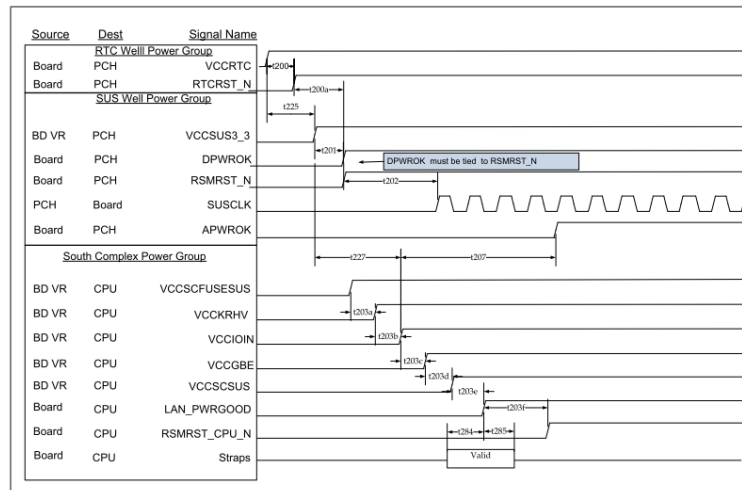 Source Dest Signal Name
RTC Welll Power Group
Board PCH VCCRTC
t200
Board PCH RTCRST_N
t200a
SUS Well Power Group
t225
BD VR PCH VCCSUS3_3
t201
Board PCH DPWROK
DPWROK must be tied to RSMRST_N
Board PCH RSMRST_N
t202
PCH Board SUSCLK
Board PCH APWROK
South Complex Power Group
t227 t207
BD VR CPU VCCSCFUSESUS
t203a
BD VR CPU VCCKRHV
t203b
BD VR CPU VCCIOIN
t203c
BD VR CPU VCCGBE
t203d
BD VR CPU VCCSCSUS
t203e
Board CPU LAN_PWRGOOD
t203f
Board CPU RSMRST_CPU_N
t284 t285
Board CPU Straps
Valid